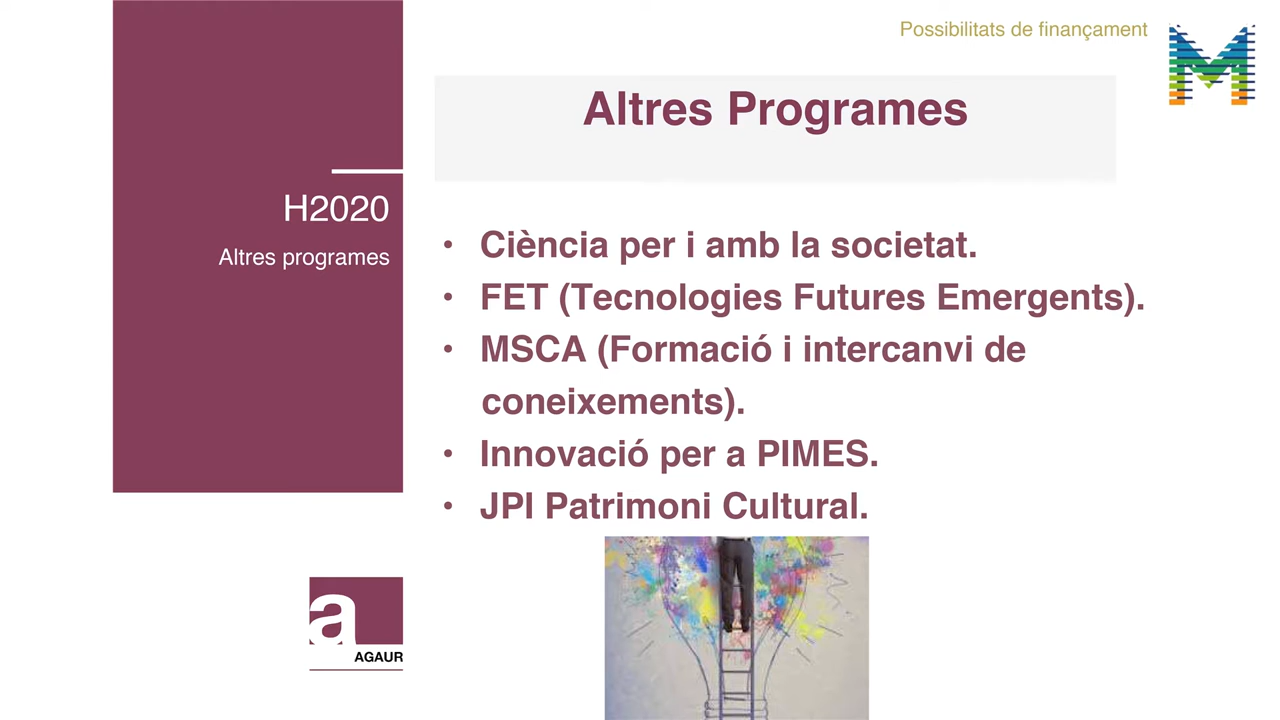 Possibilitats de finançament
Altres Programes
H2020
Altres programes
• Ciència per i amb la societat.
• FET (Tecnologies Futures Emergents).
• MSCA (Formació i intercanvi de
coneixements).
• Innovació per a PIMES.
• JPI Patrimoni Cultural.
a
AGAUR
M